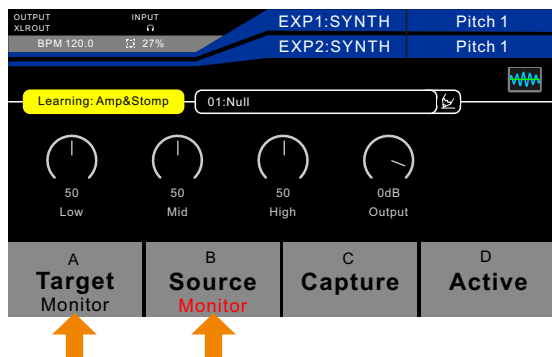 OUTPUT
XLROUT
INPUT
BPM 120.0
27%
EXP1:SYNTH
Pitch 1
EXP2:SYNTH
Pitch 1
Learning: Amp&Stomp
01:Null
50
50
50
0dB
Low
Mid
High
Output
A
Target
Monitor
B
Source
Monitor
C
Capture
D
Active